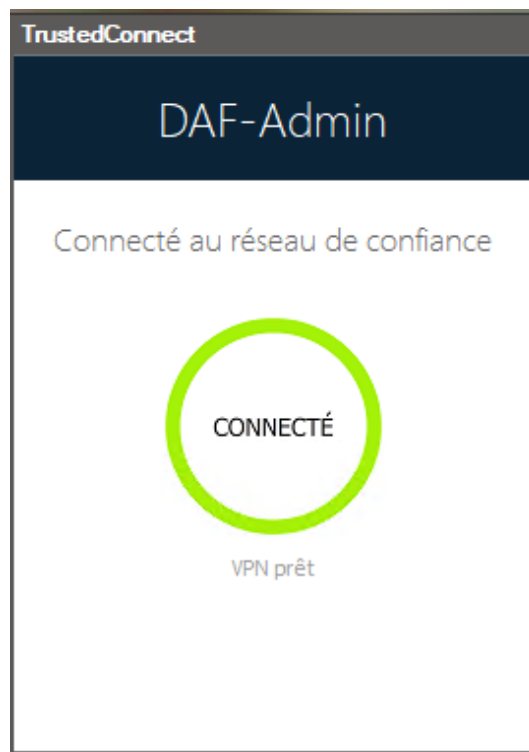 TrustedConnect
DAF-Admin
Connecté au réseau de confiance
CONNECTÉ
VPN prêt